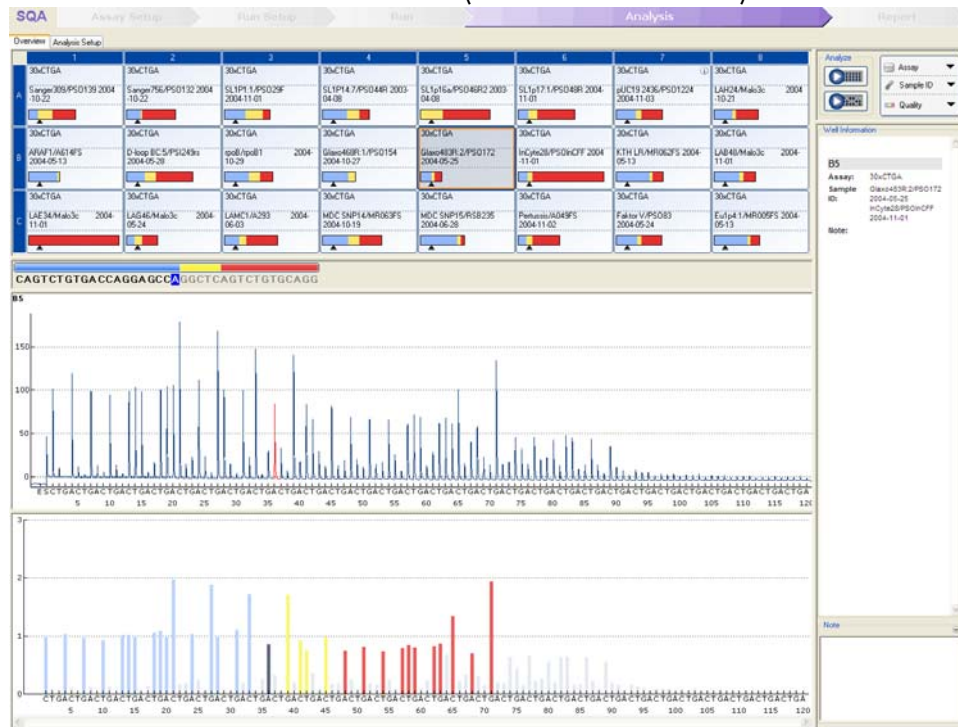 SQA Assay Setup Run Setup Run Analysis Report
Overview Analysis Setup
1 2 3 4 5 6 7 8
A
30xCTGA 30xCTGA 30xCTGA 30xCTGA 30xCTGA 30xCTGA 30xCTGA 30xCTGA
Sanger309/PSO139 2004 Sanger756/PSO132 2004 SL1P1:1/PSO29F SL1P14:7/PSO44R 2003- SL1p16a/PSO46R2 2003- SL1p17:1/PSO48R 2004- pUC19 2436/PSO1224 LAH24/Malo3c 2004
-10-22 -10-22 2004-11-01 04-08 04-08 11-01 2004-11-03 -10-21
B
30xCTGA 30xCTGA 30xCTGA 30xCTGA 30xCTGA 30xCTGA 30xCTGA 30xCTGA
ARAF1/A614FS D-loop 8C:5/PSI249rs rpoB/rpoB1 2004- Glaxo468R:1/PSO154 Glaxo483R:2/PSO172 InCyte28/PSOInCFF 2004 KTH LR/MR062FS 2004- LAB48/Malo3c 2004-
2004-05-13 2004-05-28 10-29 2004-10-27 2004-05-25 -11-01 05-13 11-01
C
30xCTGA 30xCTGA 30xCTGA 30xCTGA 30xCTGA 30xCTGA 30xCTGA 30xCTGA
LAE34/Malo3c 2004- LAG46/Malo3c 2004- LAMC1/A293 2004- MDC SNP14/MR063FS MDC SNP15/RSB235 Pertussis/A049FS Faktor V/PSO83 Eu1p4:1/MR005FS 2004-
11-01 05-24 06-03 2004-10-19 2004-06-28 2004-11-02 2004-05-24 05-13
CAGTCTGTGACCAGGAGCCAGGCTCAGTCTGTGCAGG
B5
150
100
50
0
ESCTGACTGACTGACTGACTGACTGACTGACTGACTGACTGACTGACTGACTGACTGACTGACTGACTGACTGACTGACTGACTGACTGACTGACTGACTGACTGACTGACTGACTGACTGA
5 10 15 20 25 30 35 40 45 50 55 60 65 70 75 80 85 90 95 100 105 110 115 120
3
2
1
0
CTGACTGACTGACTGACTGACTGACTGACTGACTGACTGACTGACTGACTGACTGACTGACTGACTGACTGACTGACTGACTGACTGACTGACTGACTGACTGACTGACTGACTGACTGA
5 10 15 20 25 30 35 40 45 50 55 60 65 70 75 80 85 90 95 100 105 110 115 120
Analyze
Assay
Sample ID
Quality
Well Information
B5
Assay: 30xCTGA
Sample Glaxo483R:2/PSO172
ID: 2004-05-25
InCyte28/PSOInCFF
2004-11-01
Note:
Note